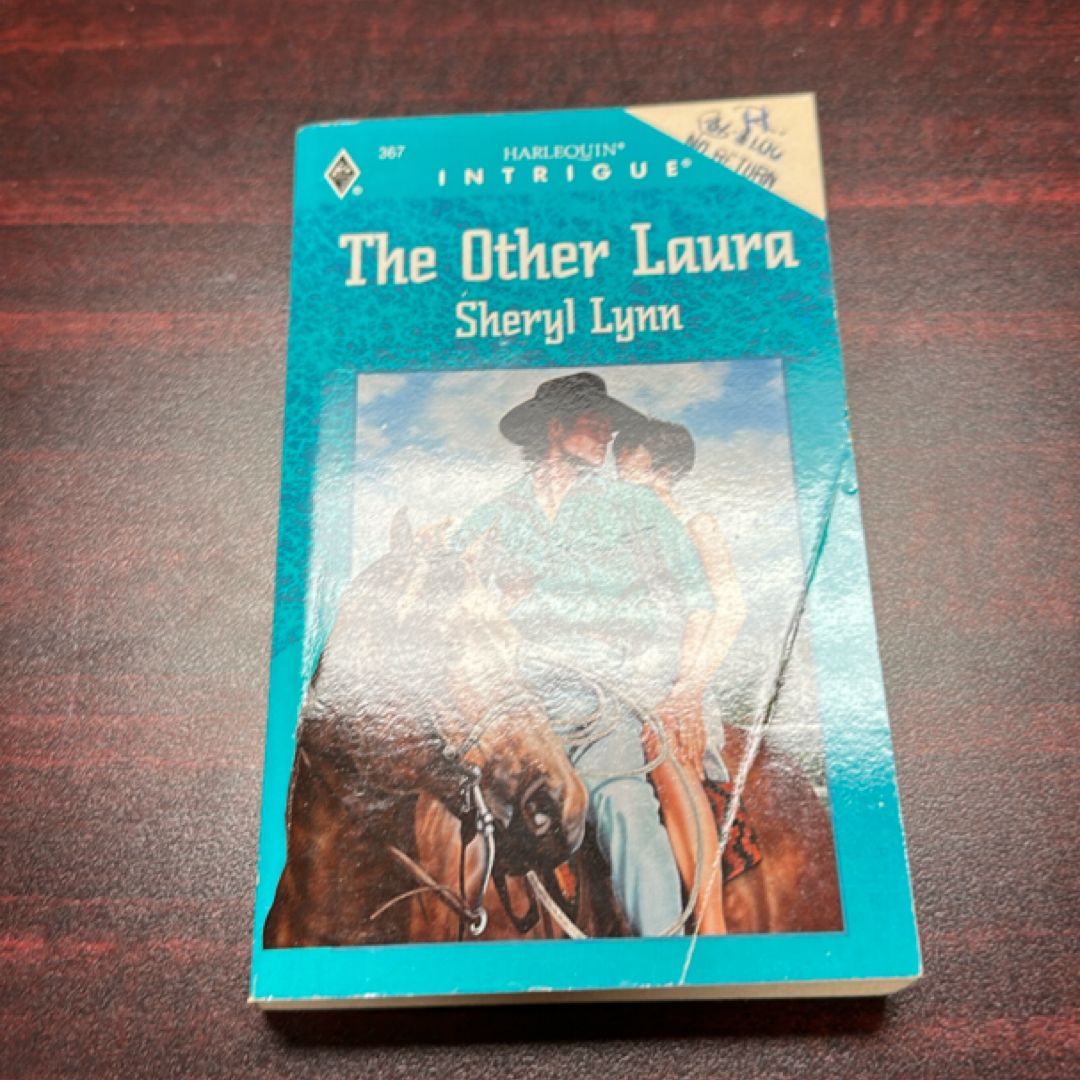 367
HARLEQUIN®
INTRIGUE®
NO RETURN
The Other Laura
Sheryl Lynn
®